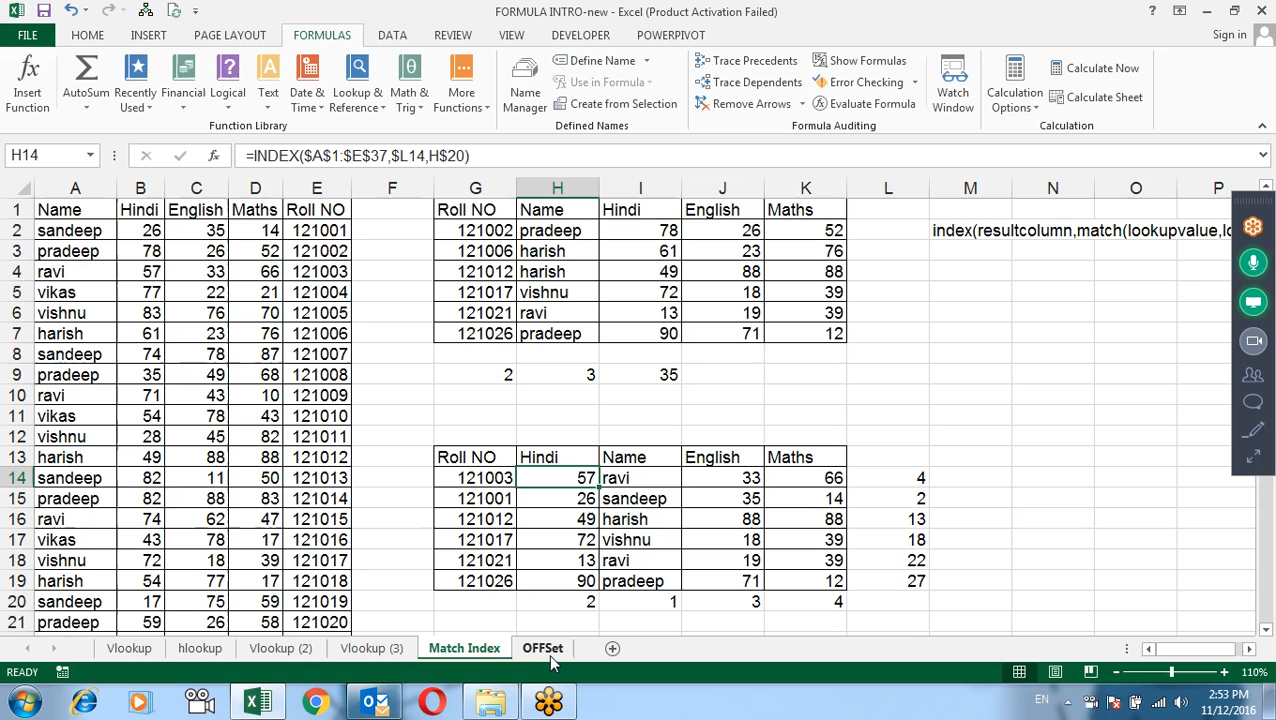 FORMULA INTRO-new - Excel (Product Activation Failed)
FILE HOME INSERT PAGE LAYOUT FORMULAS DATA REVIEW VIEW DEVELOPER POWERPIVOT Sign in
Insert Function
AutoSum
Recently Used
Financial
Logical
Text
Date & Time
Lookup & Reference
Math & Trig
More Functions
Function Library
Name Manager
Define Name
Use in Formula
Create from Selection
Defined Names
Trace Precedents
Trace Dependents
Remove Arrows
Show Formulas
Error Checking
Evaluate Formula
Formula Auditing
Watch Window
Calculation Options
Calculate Now
Calculate Sheet
Calculation
H14 fx =INDEX($A$1:$E$37,$L14,H$20)
A B C D E F G H I J K L M N O P
1 Name Hindi English Maths Roll NO Roll NO Name Hindi English Maths
2 sandeep 26 35 14 121001 121002 pradeep 78 26 52 index(resultcolumn,match(lookupvalue,lo
3 pradeep 78 26 52 121002 121006 harish 61 23 76
4 ravi 57 33 66 121003 121012 harish 49 88 88
5 vikas 77 22 21 121004 121017 vishnu 72 18 39
6 vishnu 83 76 70 121005 121021 ravi 13 19 39
7 harish 61 23 76 121006 121026 pradeep 90 71 12
8 sandeep 74 78 87 121007
9 pradeep 35 49 68 121008 2 3 35
10 ravi 71 43 10 121009
11 vikas 54 78 43 121010
12 vishnu 28 45 82 121011
13 harish 49 88 88 121012 Roll NO Hindi Name English Maths
14 sandeep 82 11 50 121013 121003 57 ravi 33 66 4
15 pradeep 82 88 83 121014 121001 26 sandeep 35 14 2
16 ravi 74 62 47 121015 121012 49 harish 88 88 13
17 vikas 43 78 17 121016 121017 72 vishnu 18 39 18
18 vishnu 72 18 39 121017 121021 13 ravi 19 39 22
19 harish 54 77 17 121018 121026 90 pradeep 71 12 27
20 sandeep 17 75 59 121019 2 1 3 4
21 pradeep 59 26 58 121020
Vlookup hlookup Vlookup (2) Vlookup (3) Match Index OFFSet
READY 110%
EN 2:53 PM
11/12/2016